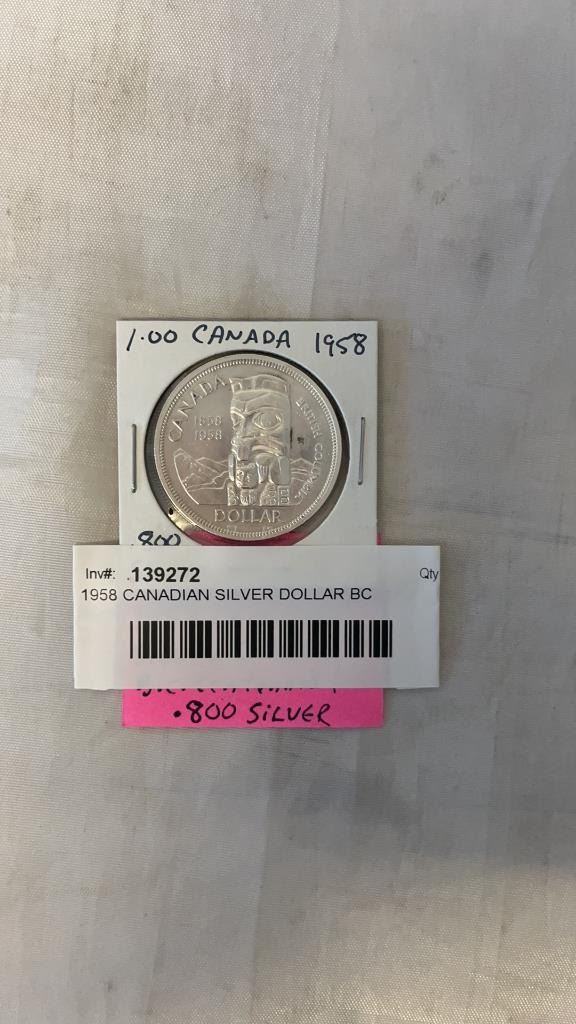 1.00 CANADA 1958
CANADA
1858
1958
BRITISH COLUMBIA
DOLLAR
.800
Inv#: .139272 Qty
1958 CANADIAN SILVER DOLLAR BC
.800 SILVER